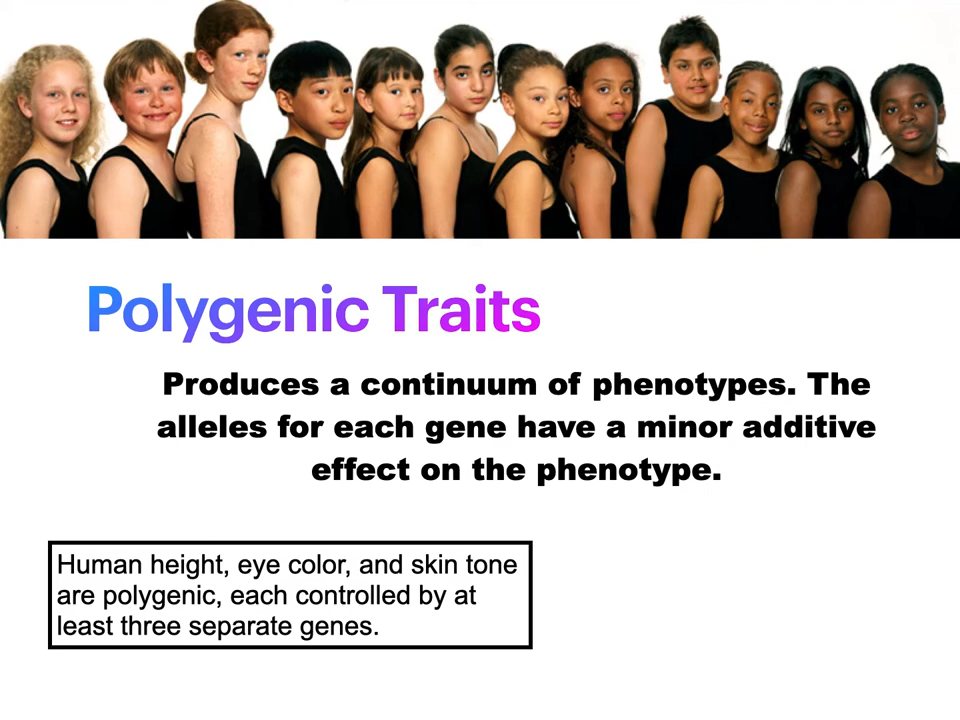 Polygenic Traits
Produces a continuum of phenotypes. The
alleles for each gene have a minor additive
effect on the phenotype.
Human height, eye color, and skin tone
are polygenic, each controlled by at
least three separate genes.